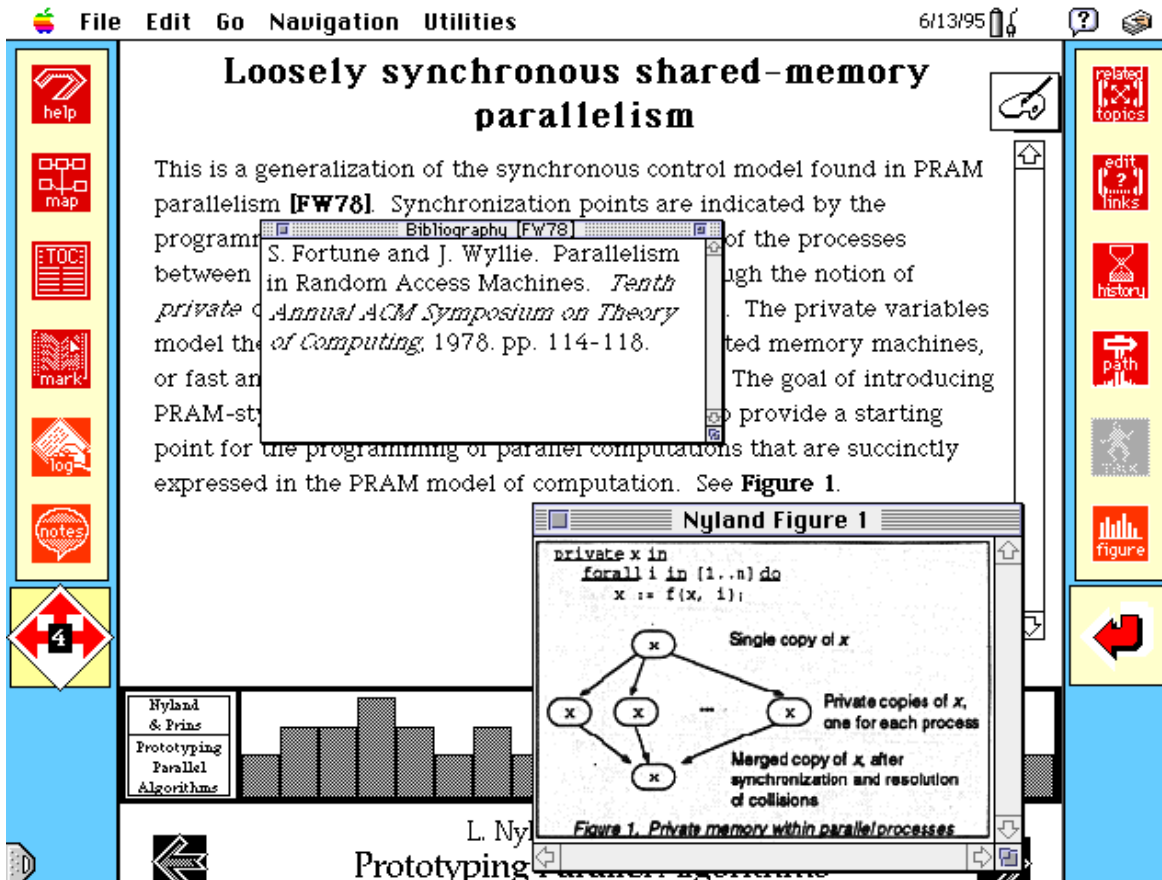 File Edit Go Navigation Utilities 6/13/95
help
map
TOC
mark
log
notes
4
Loosely synchronous shared-memory
parallelism
This is a generalization of the synchronous control model found in PRAM
parallelism [FW78]. Synchronization points are indicated by the
of the processes
between ugh the notion of
private . The private variables
model the ted memory machines,
or fast The goal of introducing
provide a starting
point for the programming of parallel computations that are succinctly
expressed in the PRAM model of computation. See Figure 1.
Bibliography [FW78]
S. Fortune and J. Wyllie. Parallelism
in Random Access Machines. Tenth
Annual ACM Symposium on Theory
of Computing, 1978. pp. 114-118.
Nyland Figure 1
private x in
forall i in [1..n] do
x := f(x, i);
x
Single copy of x
x x ... x
Private copies of x,
one for each process
x
Merged copy of x, after
synchronization and resolution
of collisions
Figure 1. Private memory within parallel processes
Nyland
& Prins
Prototyping
Parallel
Algorithms
L. Nyl
Prototyping
related
topics
edit
?
links
history
path
figure